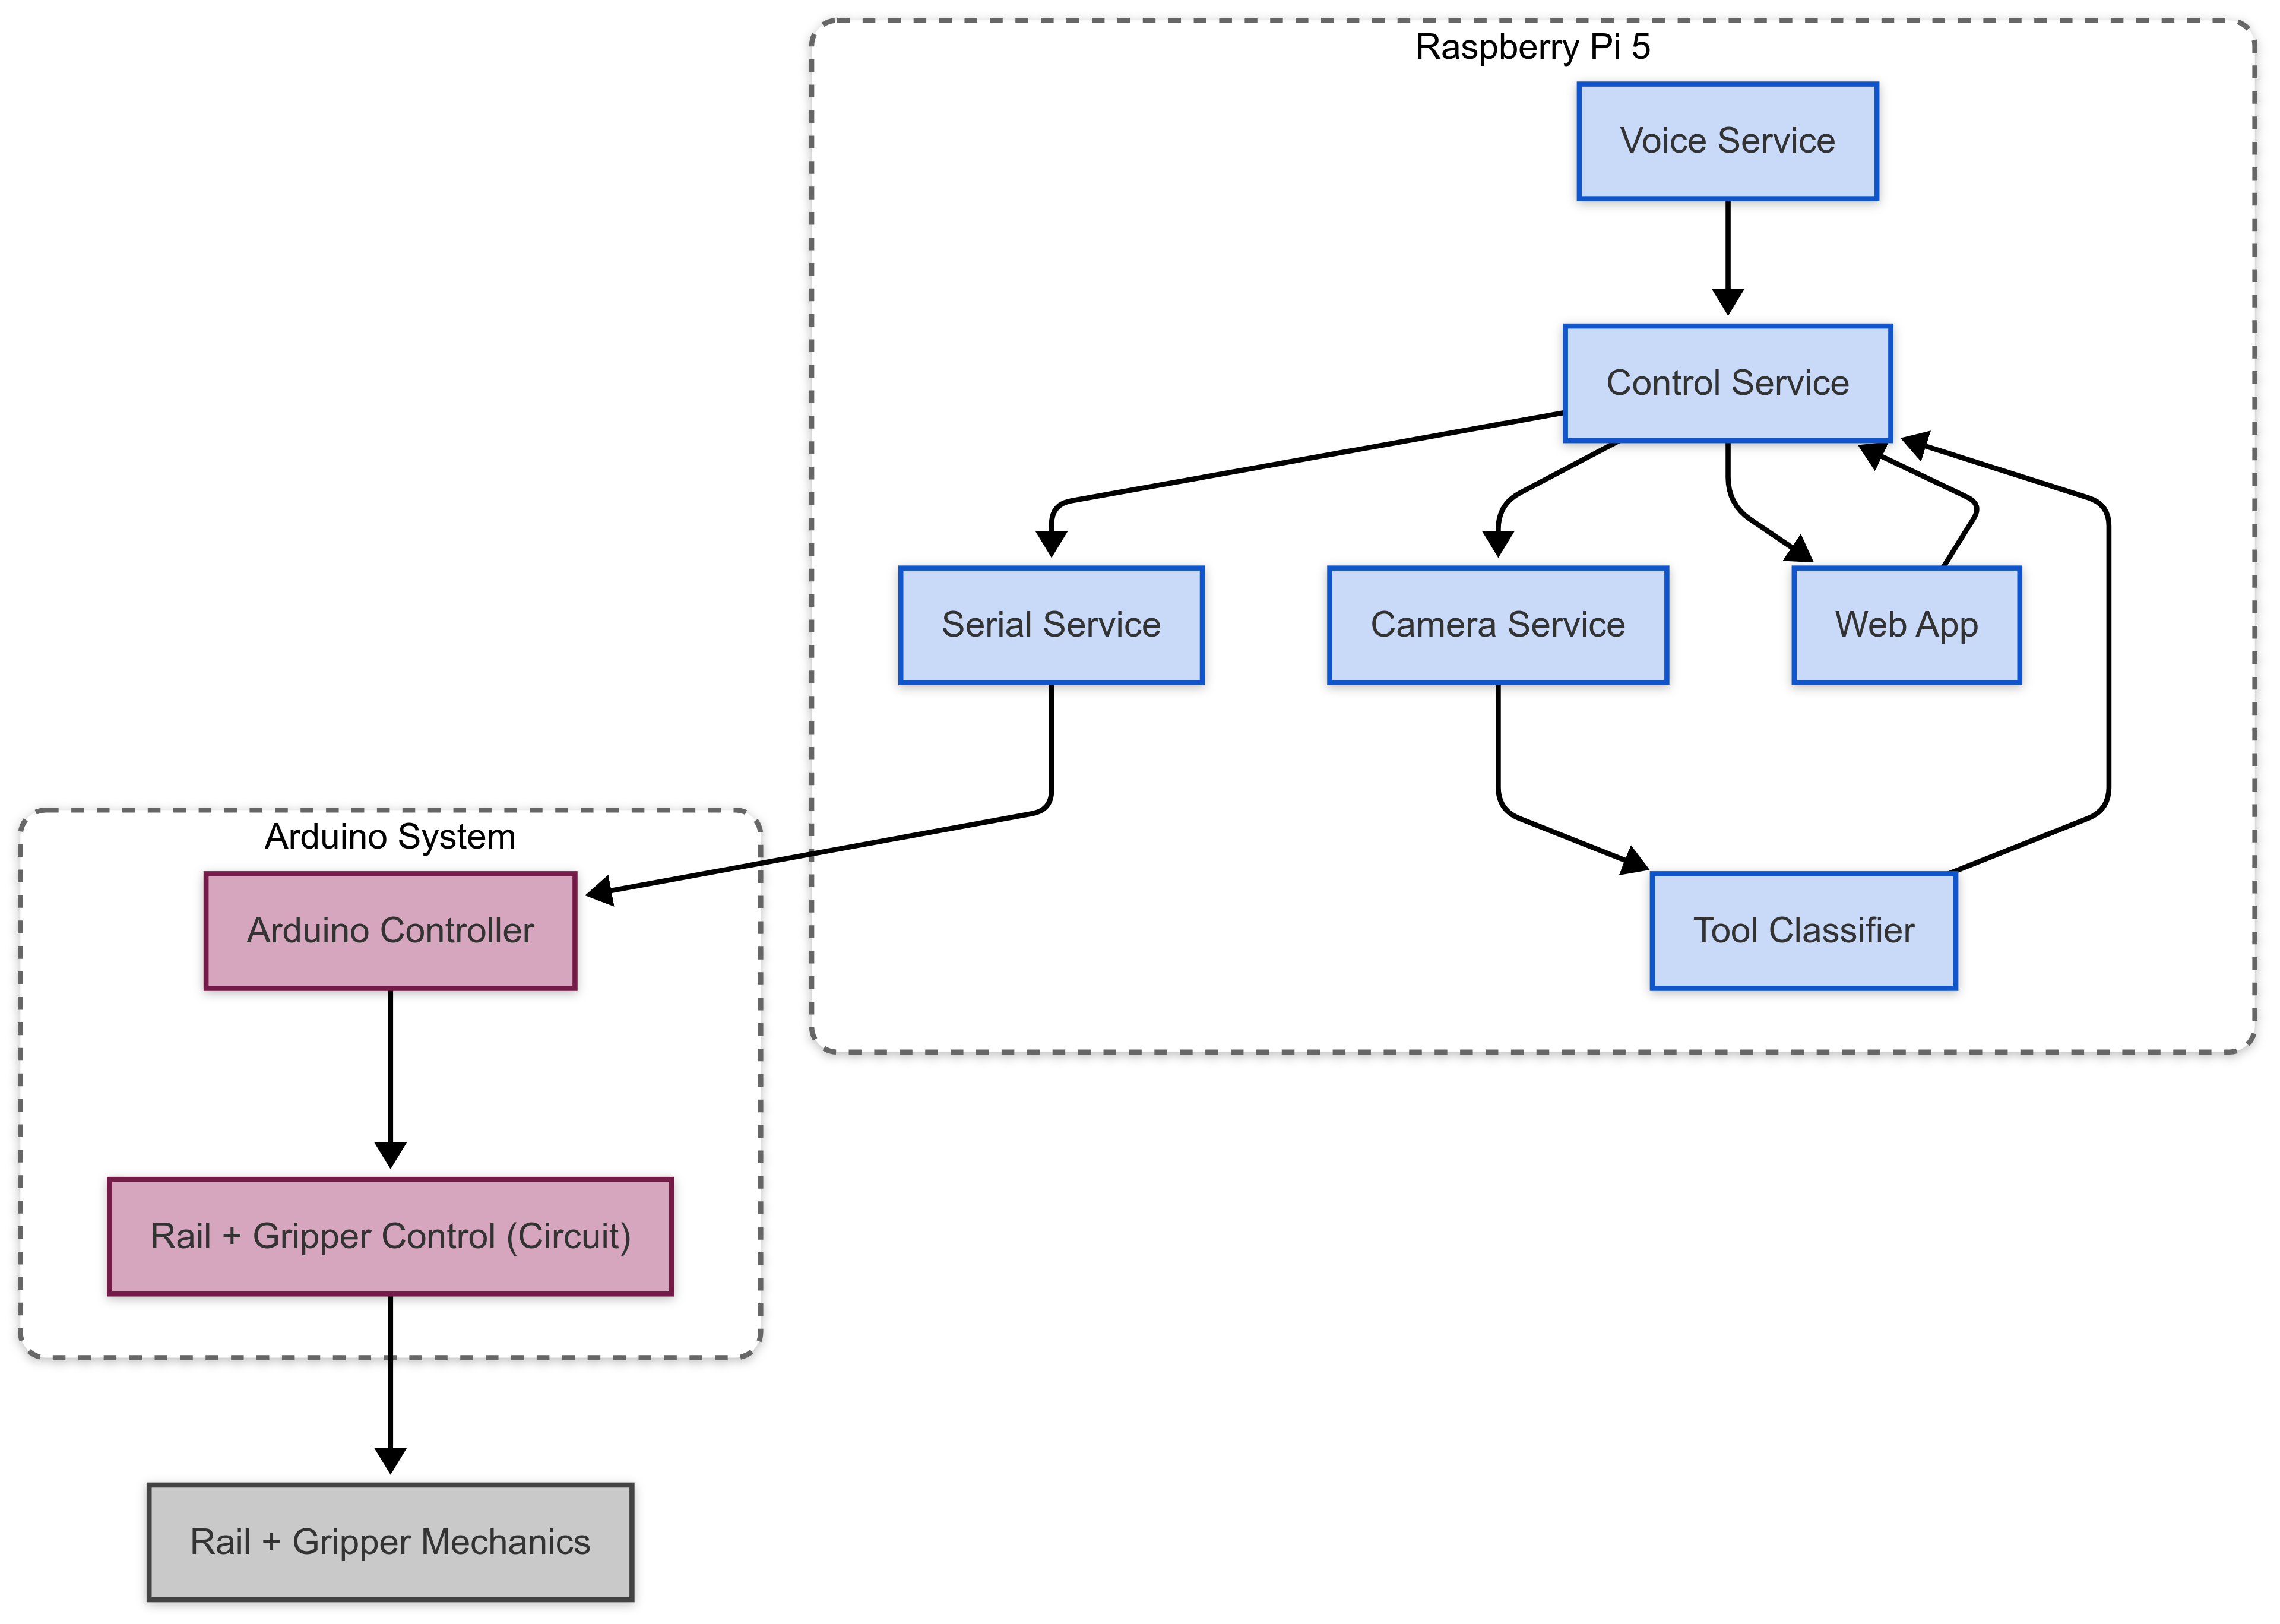 Raspberry Pi 5
Voice Service
Control Service
Serial Service
Camera Service
Web App
Arduino System
Arduino Controller
Tool Classifier
Rail + Gripper Control (Circuit)
Rail + Gripper Mechanics